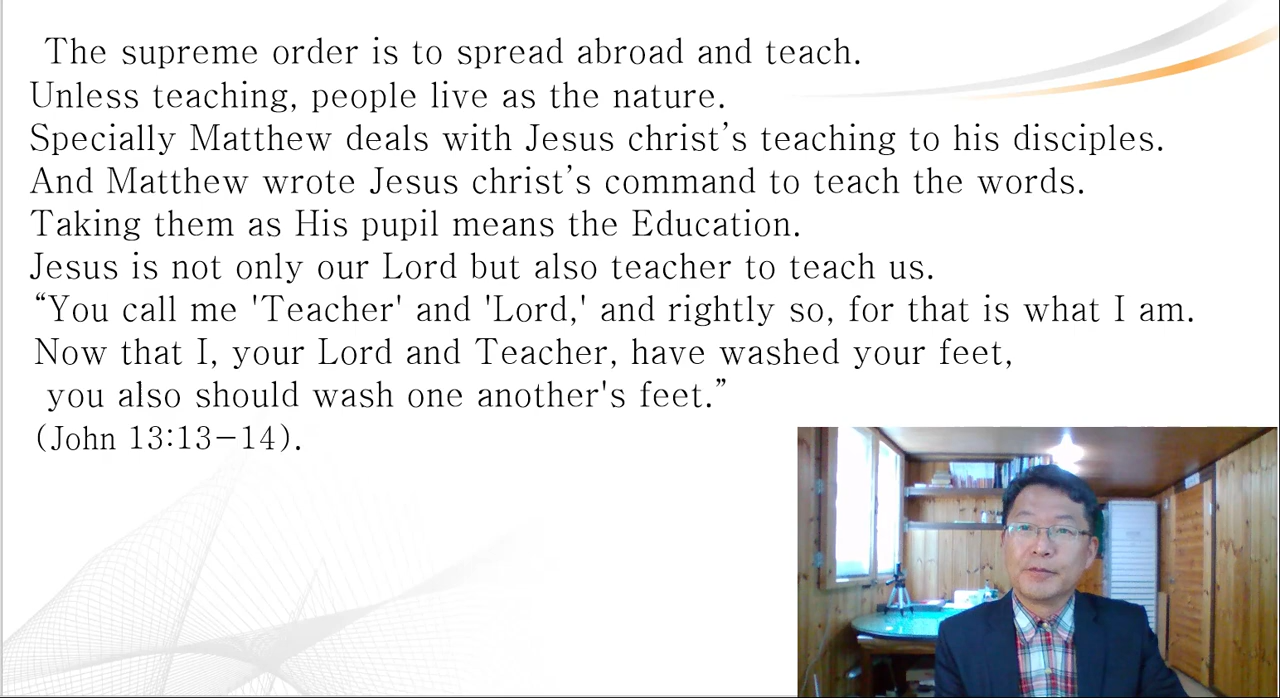 The supreme order is to spread abroad and teach.
Unless teaching, people live as the nature.
Specially Matthew deals with Jesus christ’s teaching to his disciples.
And Matthew wrote Jesus christ’s command to teach the words.
Taking them as His pupil means the Education.
Jesus is not only our Lord but also teacher to teach us.
“You call me 'Teacher' and 'Lord,' and rightly so, for that is what I am.
Now that I, your Lord and Teacher, have washed your feet,
you also should wash one another's feet.”
(John 13:13−14).